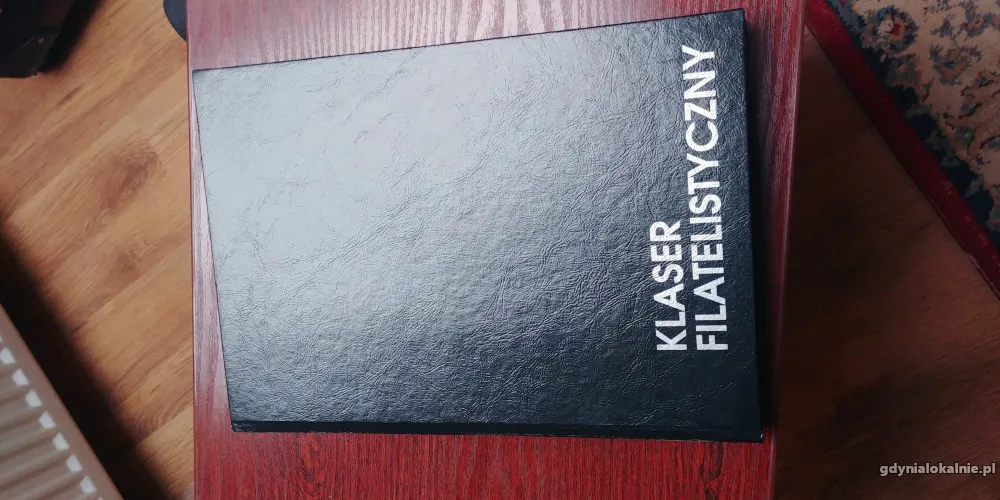 KLASER
FILATELISTYCZNY
gdynialokalnie.pl